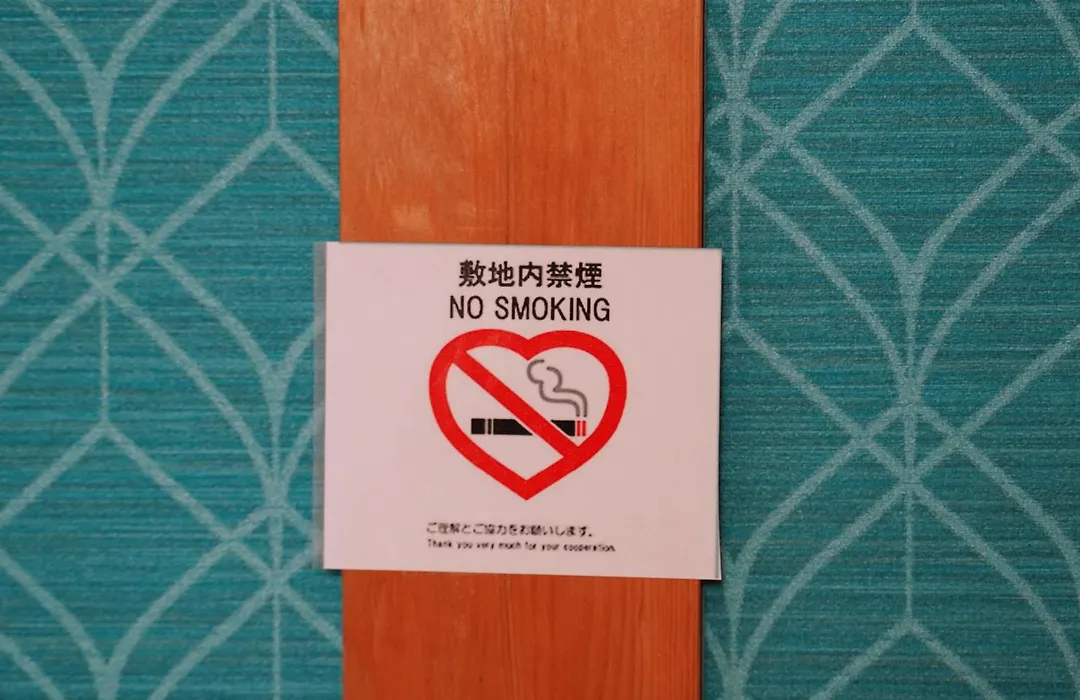 敷地内禁煙
NO SMOKING
ご理解とご協力をお願いします。
Thank you very much for your cooperation.